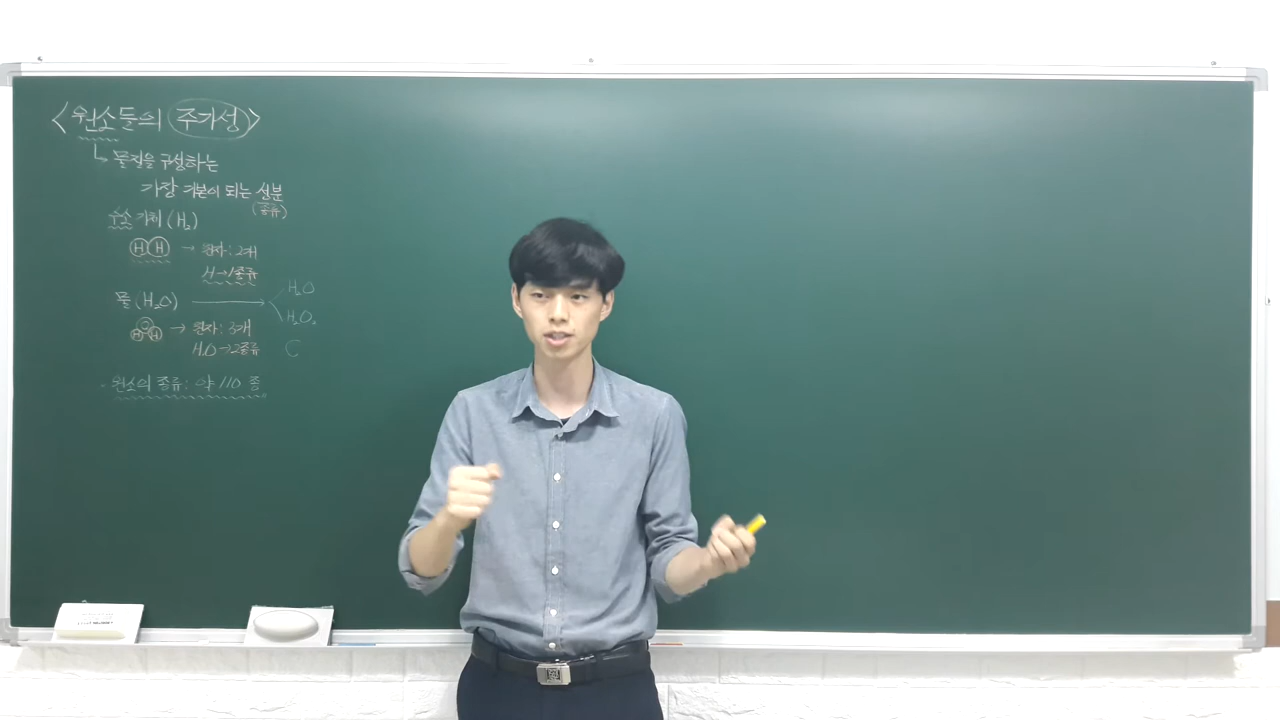 <원소들의 주기성>
물질을 구성하는
가장 기본이 되는 성분
(종류)
수소 기체 (H₂)
H H → 원자: 2개
H→1종류
물 (H₂O) → H₂O
H₂O₂
H O H → 원자: 3개
H.O→2종류 C
원소의 종류: 약 110 종